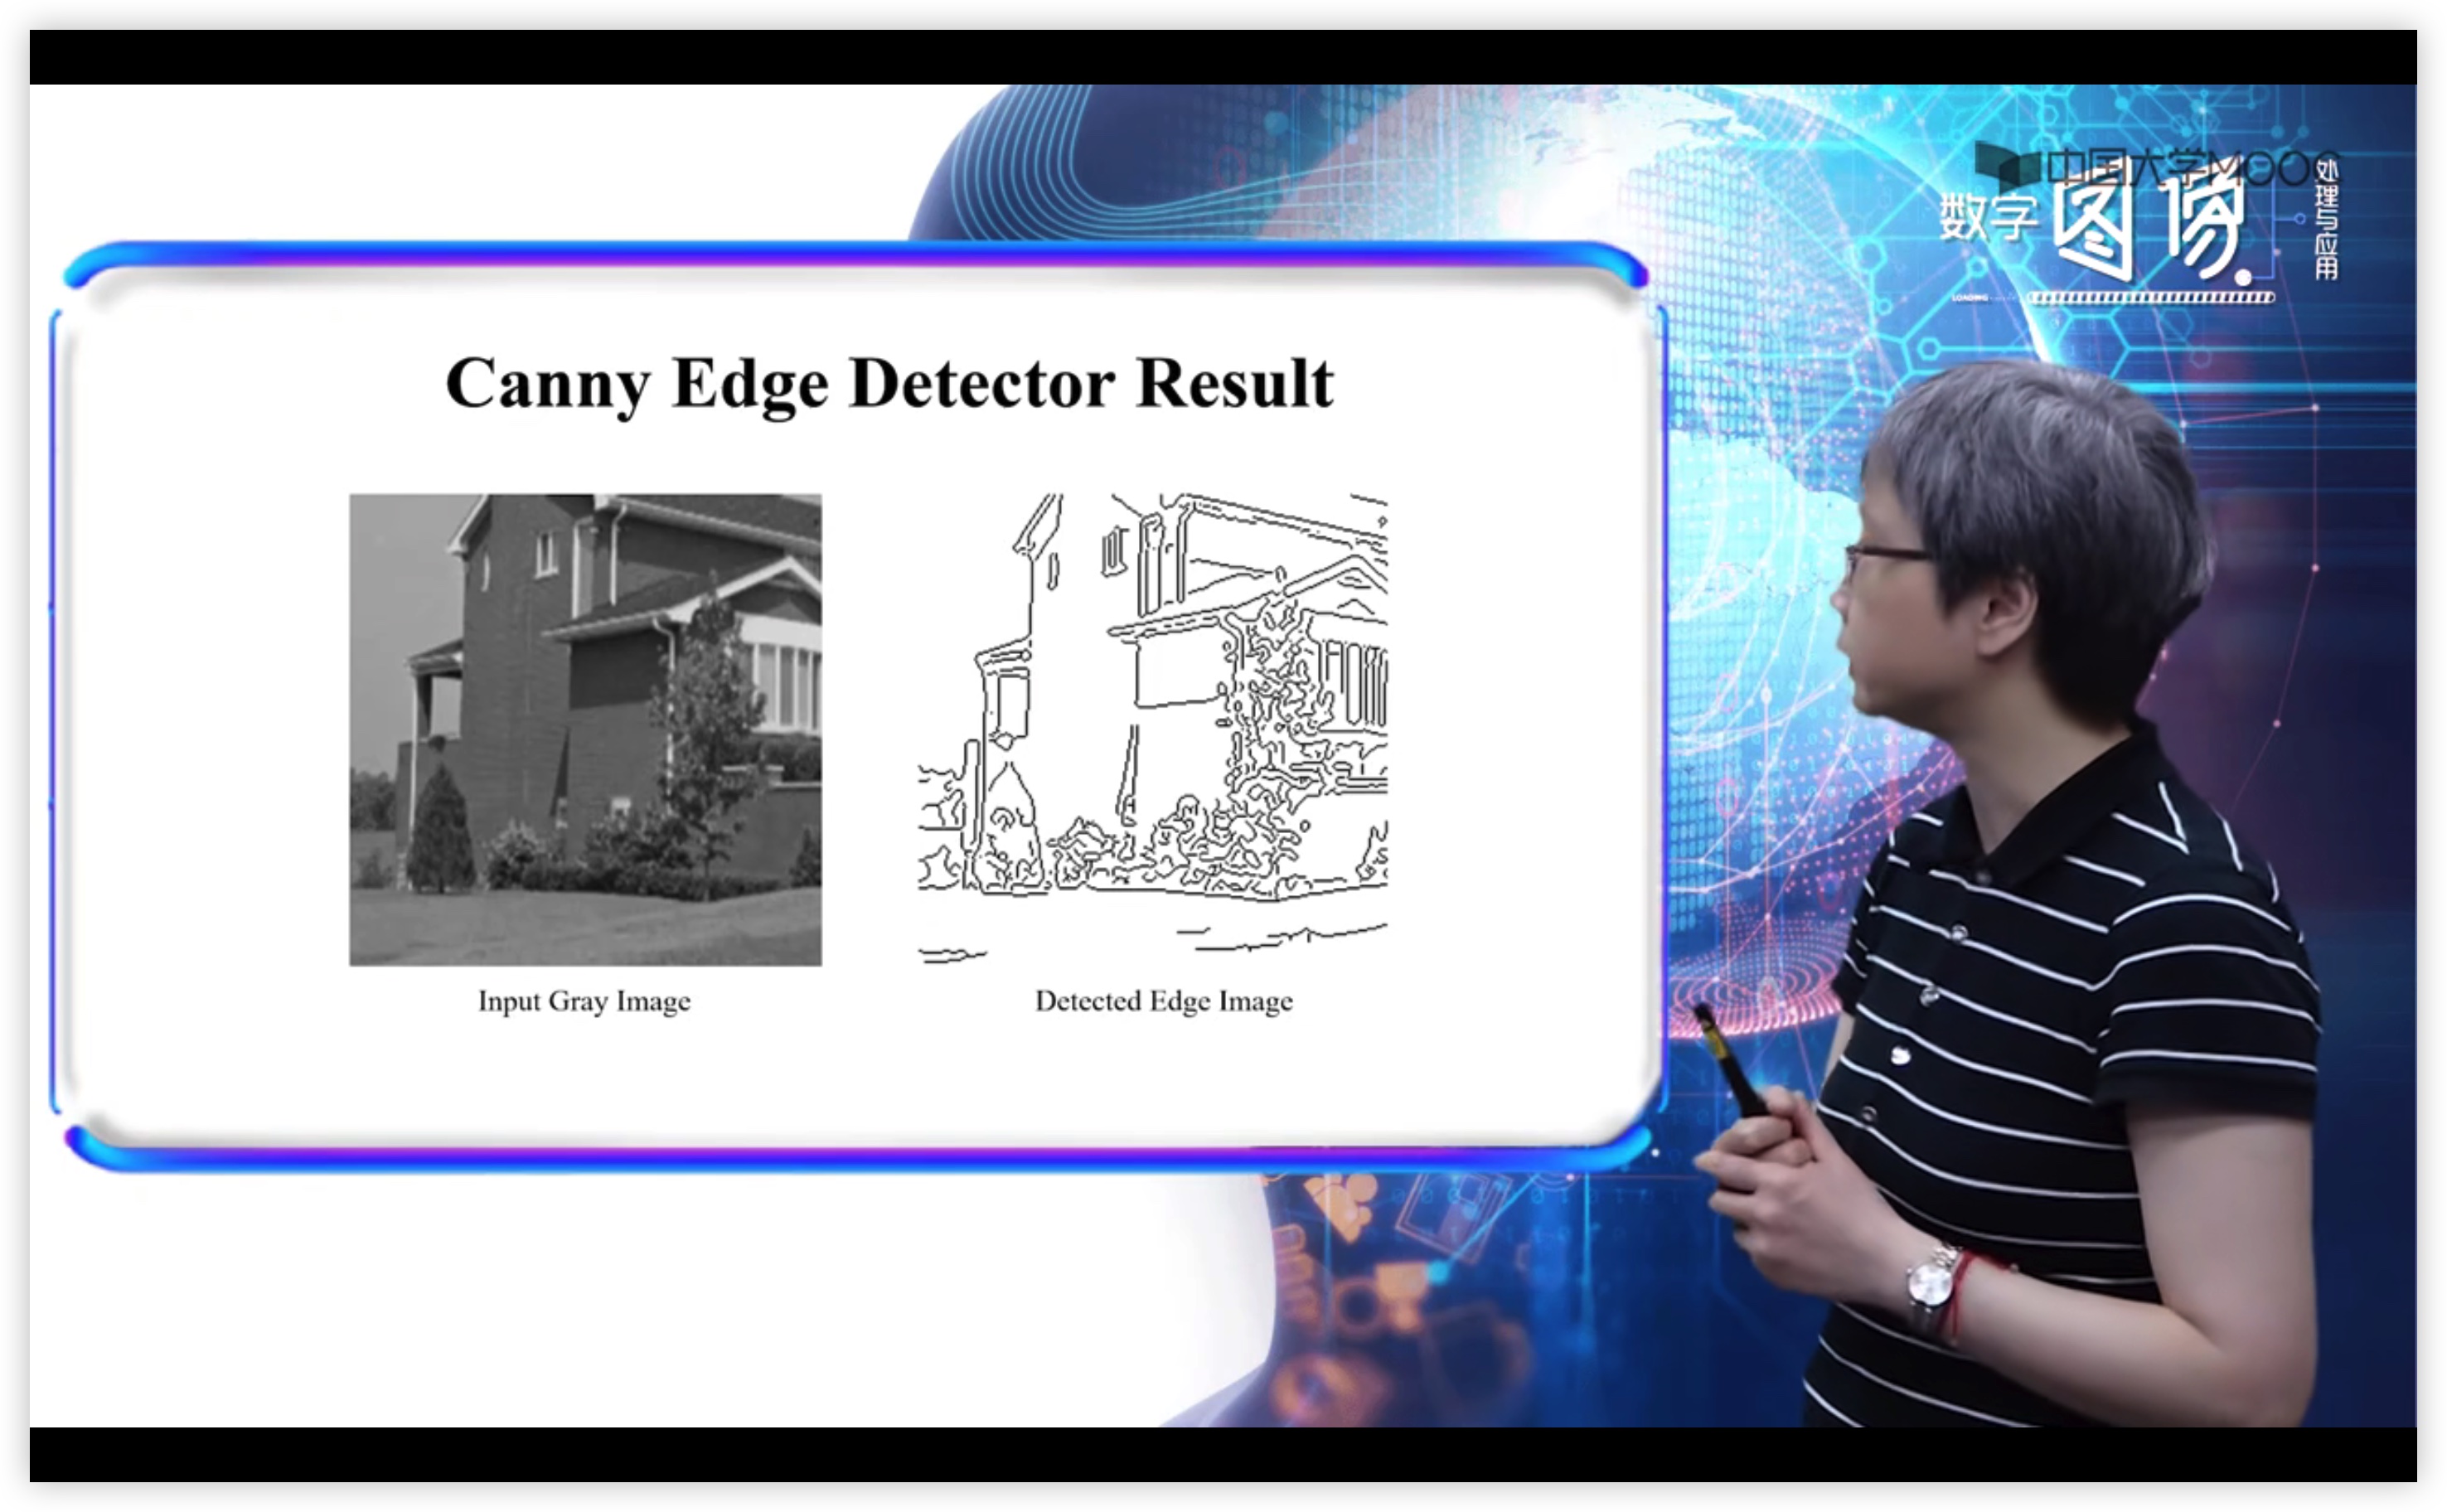 中国大学MOOC
数字图像
处理与应用
LOADING
Canny Edge Detector Result
Input Gray Image
Detected Edge Image